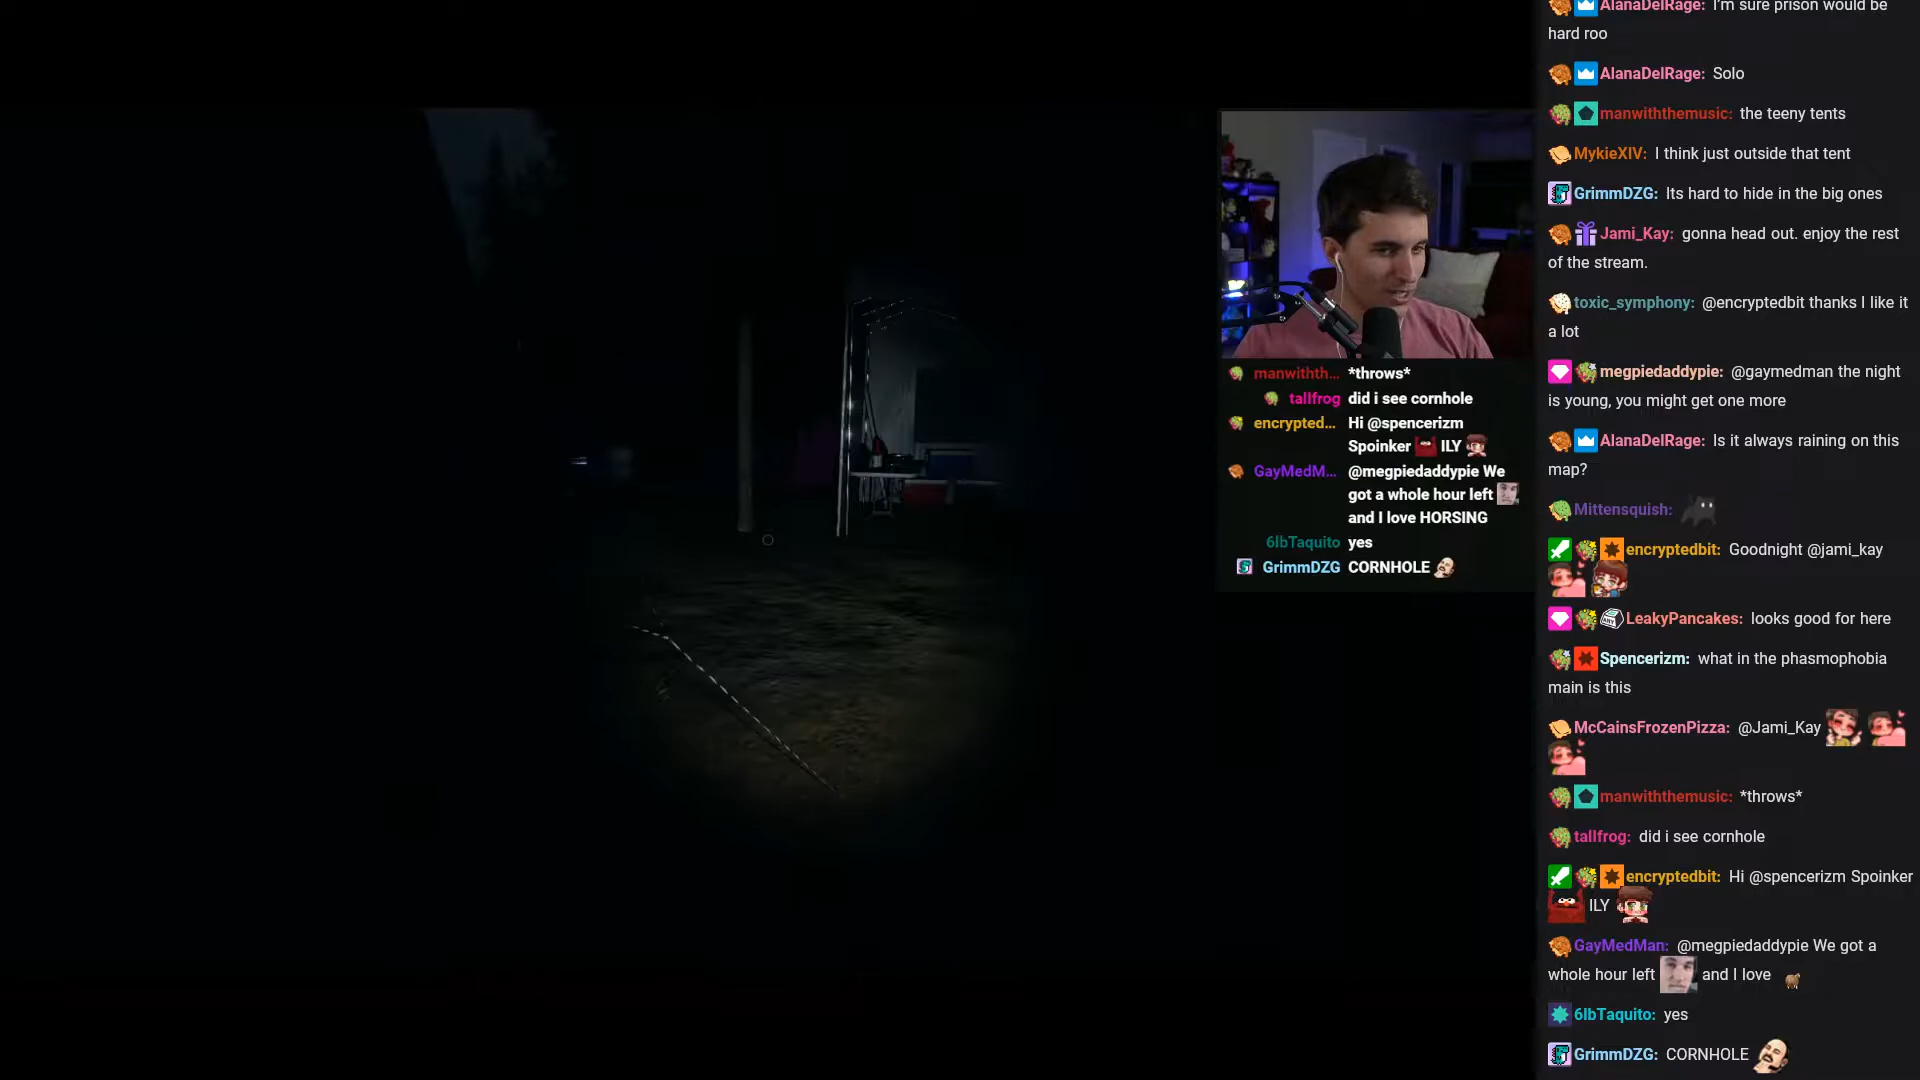 manwithth... *throws*
tallfrog did i see cornhole
encrypted... Hi @spencerizm
Spoinker ILY
GayMedM... @megpiedaddypie We
got a whole hour left
and I love HORSING
6lbTaquito yes
GrimmDZG CORNHOLE
AlanaDelRage: I'm sure prison would be
hard roo
AlanaDelRage: Solo
manwiththemusic: the teeny tents
MykieXIV: I think just outside that tent
GrimmDZG: Its hard to hide in the big ones
Jami_Kay: gonna head out. enjoy the rest
of the stream.
toxic_symphony: @encryptedbit thanks I like it
a lot
megpiedaddypie: @gaymedman the night
is young, you might get one more
AlanaDelRage: Is it always raining on this
map?
Mittensquish:
encryptedbit: Goodnight @jami_kay
LeakyPancakes: looks good for here
Spencerizm: what in the phasmophobia
main is this
McCainsFrozenPizza: @Jami_Kay
manwiththemusic: *throws*
tallfrog: did i see cornhole
encryptedbit: Hi @spencerizm Spoinker
ILY
GayMedMan: @megpiedaddypie We got a
whole hour left and I love
6lbTaquito: yes
GrimmDZG: CORNHOLE